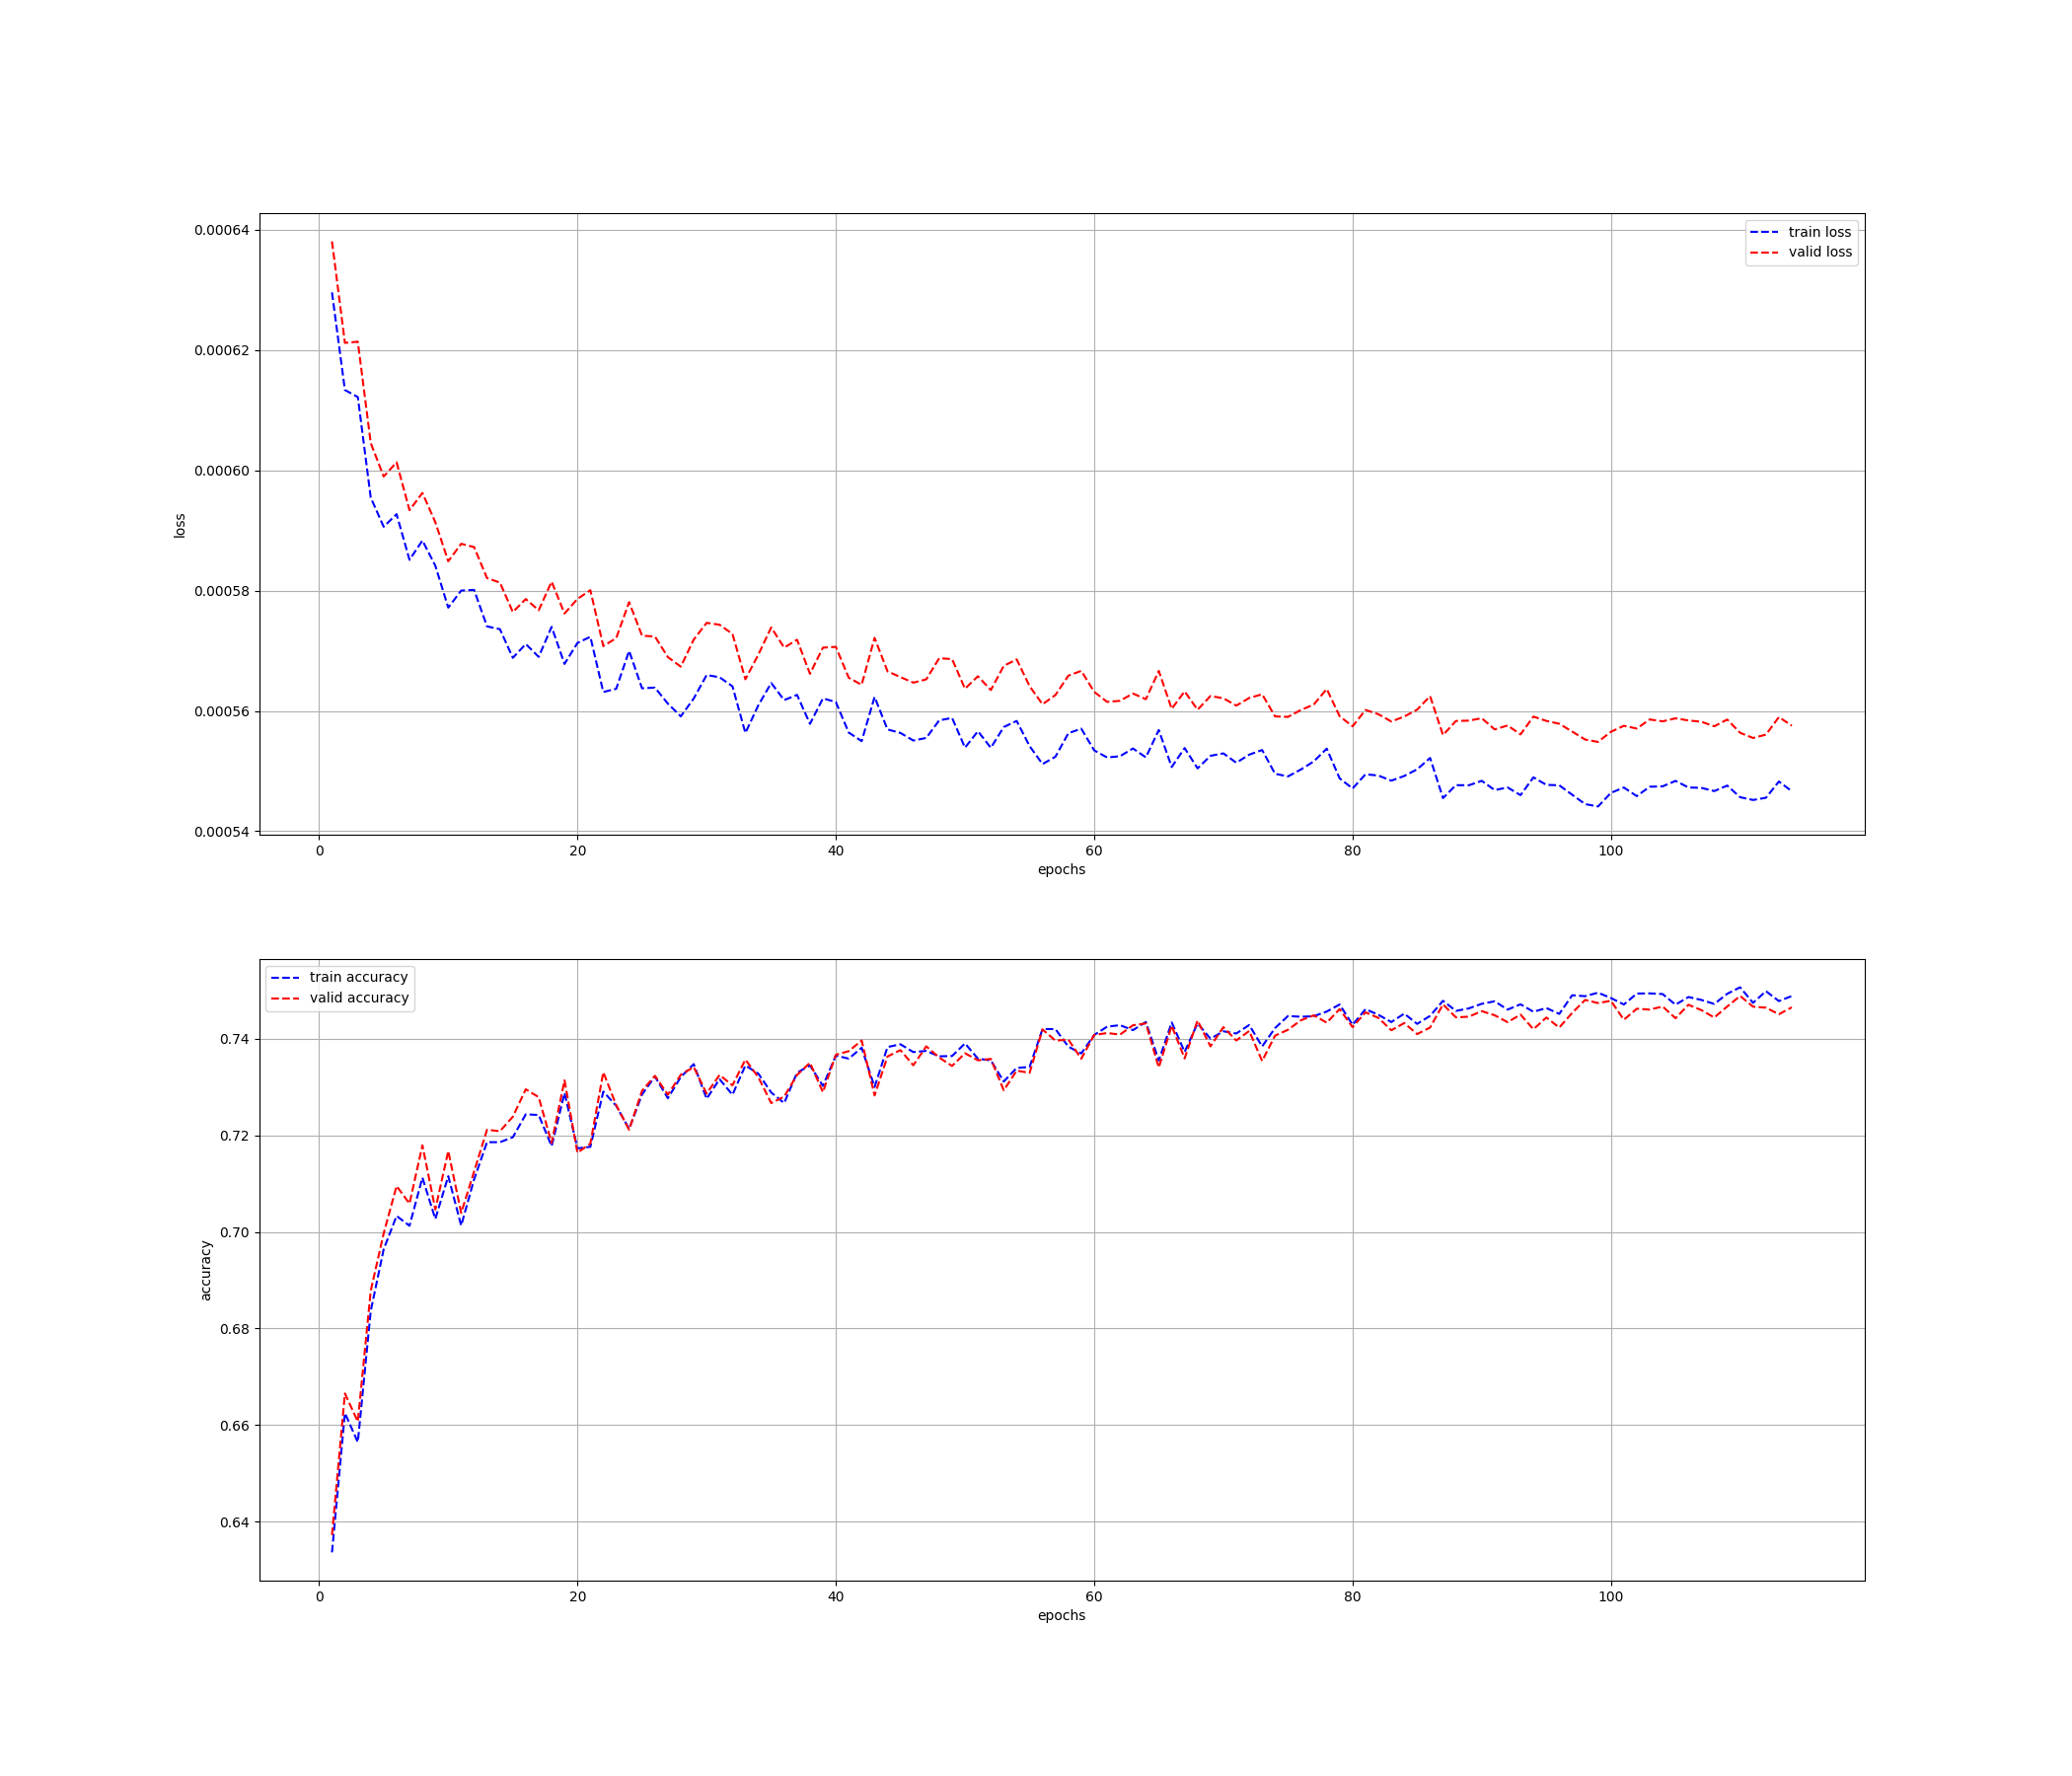 0.00064
train loss
valid loss
0.00062
0.00060
loss
0.00058
0.00056
0.00054
0 20 40 60 80 100
epochs
train accuracy
valid accuracy
0.74
0.72
0.70
accuracy
0.68
0.66
0.64
0 20 40 60 80 100
epochs